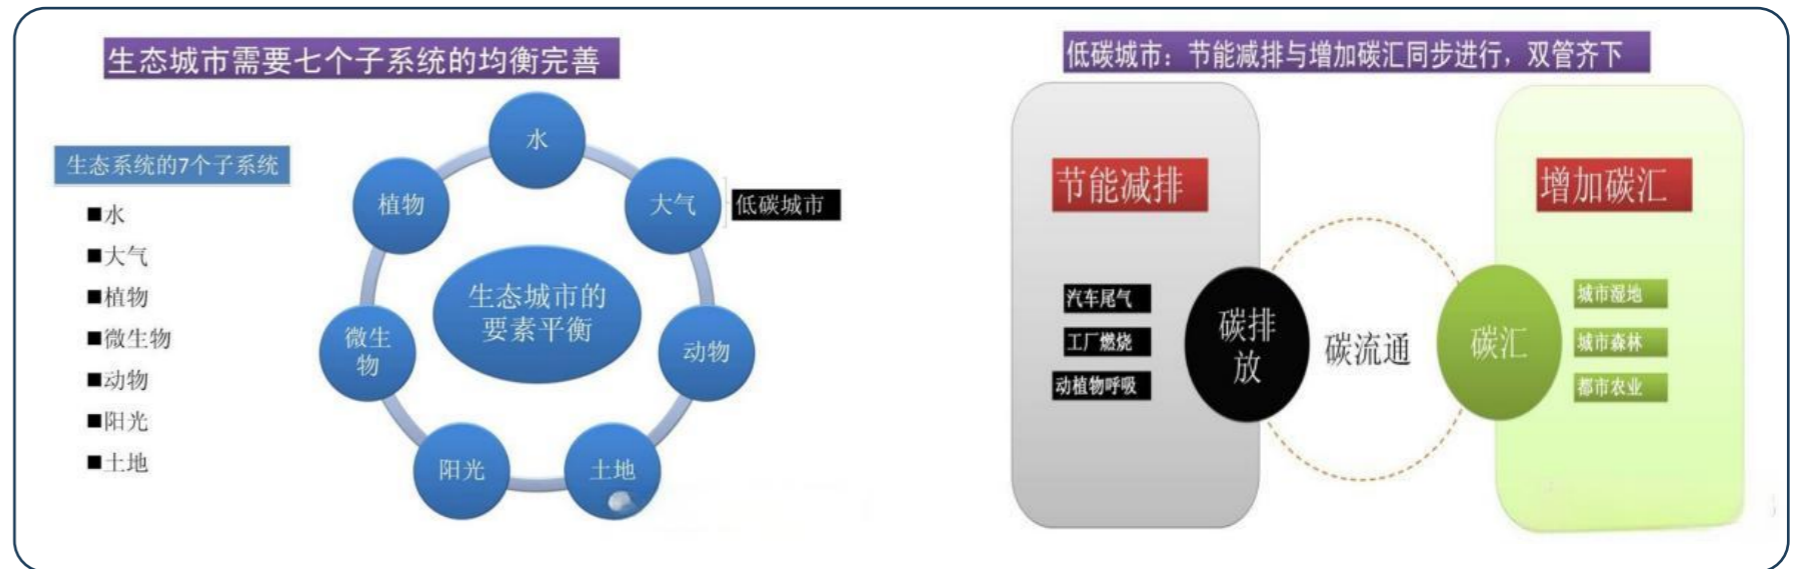 生态城市需要七个子系统的均衡完善
生态系统的7个子系统
■水
■大气
■植物
■微生物
■动物
■阳光
■土地
水
大气
低碳城市
动物
土地
阳光
微生
物
植物
生态城市的
要素平衡
低碳城市：节能减排与增加碳汇同步进行，双管齐下
节能减排
汽车尾气
工厂燃烧
动植物呼吸
碳排
放
碳流通
碳汇
增加碳汇
城市湿地
城市森林
都市农业